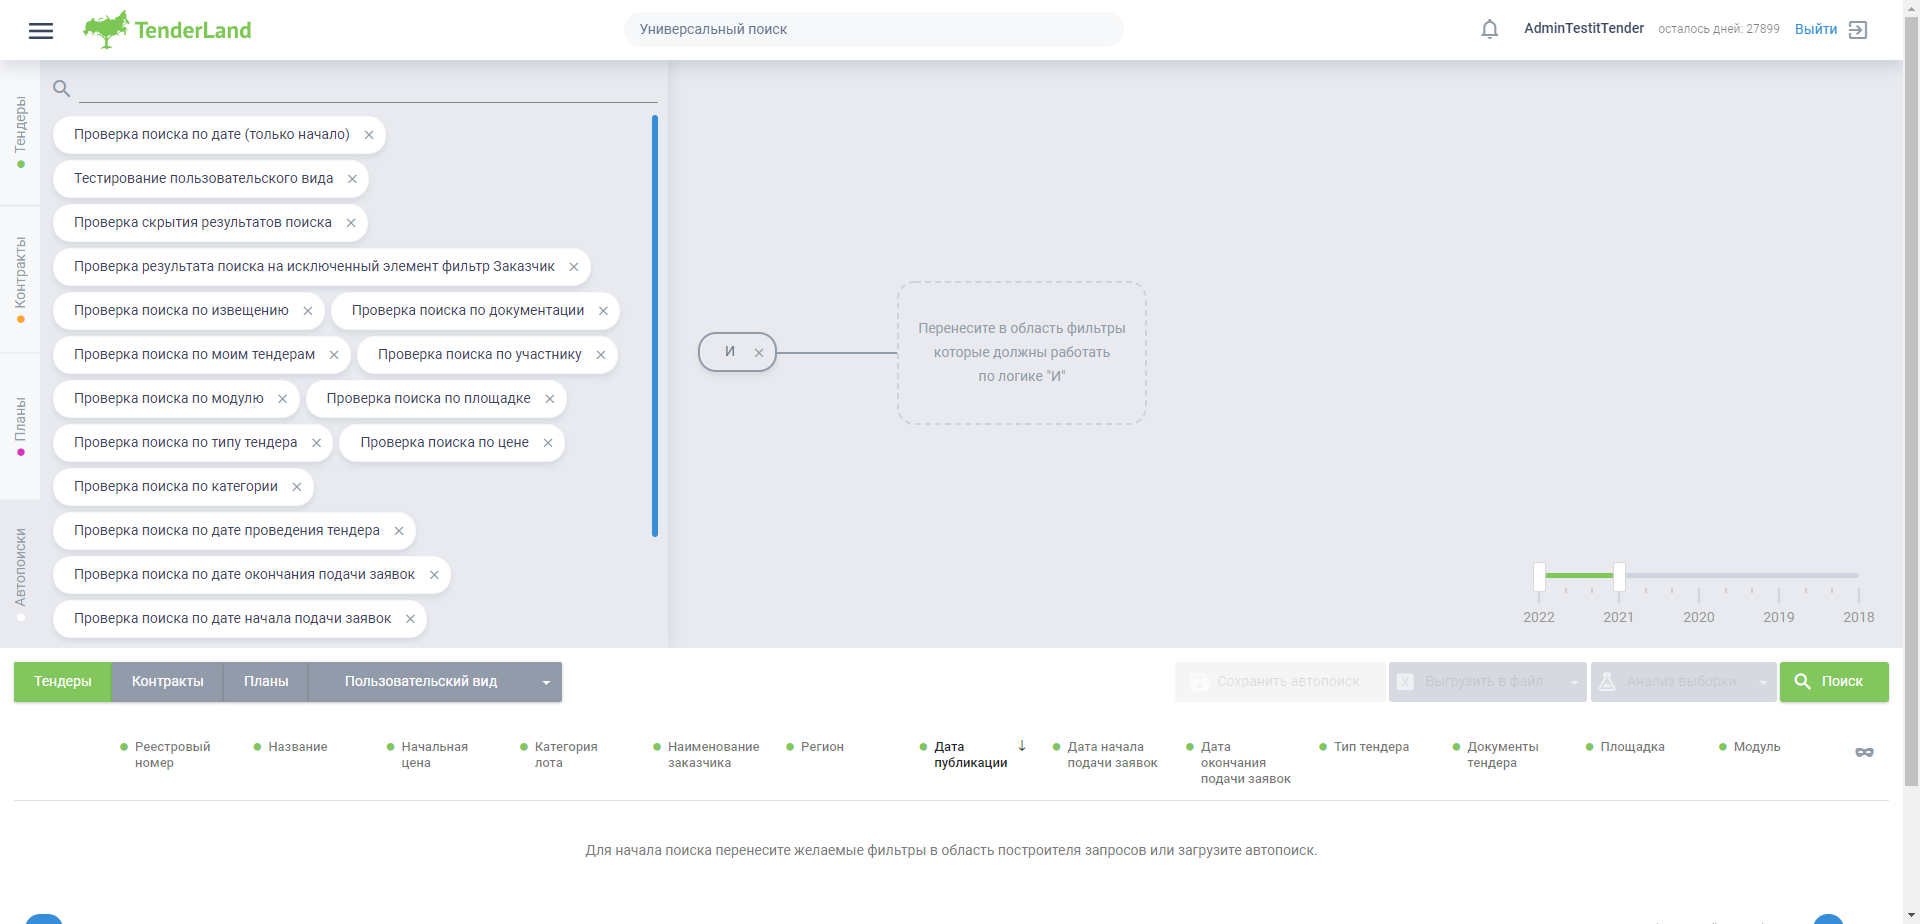 TenderLand
Универсальный поиск
AdminTestitTender
осталось дней: 27899
Выйти
Тендеры
Контракты
Планы
Автопоиски
Проверка поиска по дате (только начало)
Тестирование пользовательского вида
Проверка скрытия результатов поиска
Проверка результата поиска на исключенный элемент фильтр Заказчик
Проверка поиска по извещению
Проверка поиска по документации
Проверка поиска по моим тендерам
Проверка поиска по участнику
Проверка поиска по модулю
Проверка поиска по площадке
Проверка поиска по типу тендера
Проверка поиска по цене
Проверка поиска по категории
Проверка поиска по дате проведения тендера
Проверка поиска по дате окончания подачи заявок
Проверка поиска по дате начала подачи заявок
И
Перенесите в область фильтры
которые должны работать
по логике "И"
2022 2021 2020 2019 2018
Тендеры
Контракты
Планы
Пользовательский вид
Сохранить автопоиск
Выгрузить в файл
Анализ выборки
Поиск
Реестровый
номер
Название
Начальная
цена
Категория
лота
Наименование
заказчика
Регион
Дата
публикации
Дата начала
подачи заявок
Дата
окончания
подачи заявок
Тип тендера
Документы
тендера
Площадка
Модуль
Для начала поиска перенесите желаемые фильтры в область построителя запросов или загрузите автопоиск.